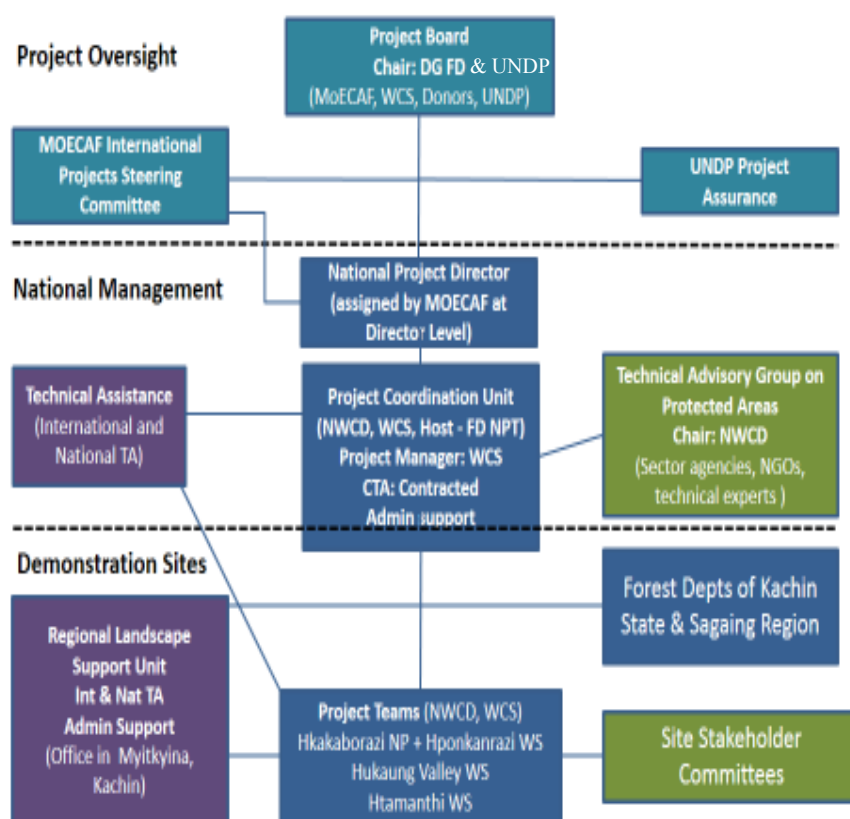 Project Oversight
Project Board
Chair: DG FD & UNDP
(MoECAF, WCS, Donors, UNDP)
MOECAF International
Projects Steering
Committee
UNDP Project
Assurance
National Management
National Project Director
(assigned by MOECAF at
Director Level)
Technical Assistance
(International and
National TA)
Project Coordination Unit
(NWCD, WCS, Host - FD NPT)
Project Manager: WCS
CTA: Contracted
Admin support
Technical Advisory Group on
Protected Areas
Chair: NWCD
(Sector agencies, NGOs,
technical experts )
Demonstration Sites
Regional Landscape
Support Unit
Int & Nat TA
Admin Support
(Office in Myitkyina,
Kachin)
Forest Depts of Kachin
State & Sagaing Region
Project Teams (NWCD, WCS)
Hkakaborazi NP + Hponkanrazi WS
Hukaung Valley WS
Htamanthi WS
Site Stakeholder
Committees